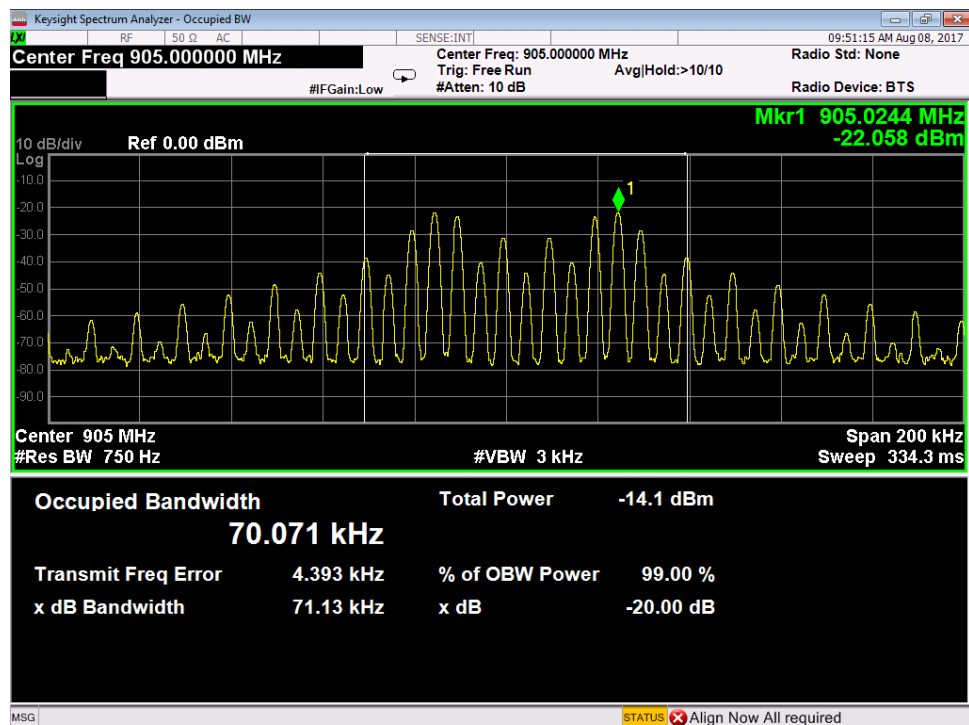 Keysight Spectrum Analyzer - Occupied BW
LXI RF 50 Ω AC SENSE:INT 09:51:15 AM Aug 08, 2017
Center Freq 905.000000 MHz
Center Freq: 905.000000 MHz Radio Std: None
Trig: Free Run Avg|Hold:>10/10
#IFGain:Low #Atten: 10 dB Radio Device: BTS
Mkr1 905.0244 MHz
-22.058 dBm
10 dB/div Ref 0.00 dBm
Log
-10.0
-20.0
-30.0
-40.0
-50.0
-60.0
-70.0
-80.0
-90.0
1
Center 905 MHz Span 200 kHz
#Res BW 750 Hz #VBW 3 kHz Sweep 334.3 ms
Occupied Bandwidth Total Power -14.1 dBm
70.071 kHz
Transmit Freq Error 4.393 kHz % of OBW Power 99.00 %
x dB Bandwidth 71.13 kHz x dB -20.00 dB
MSG STATUS Align Now All required